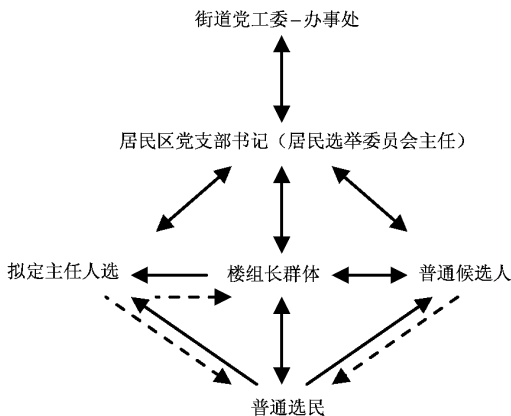 街道党工委-办事处
居民区党支部书记（居民选举委员会主任）
拟定主任人选
楼组长群体
普通候选人
普通选民